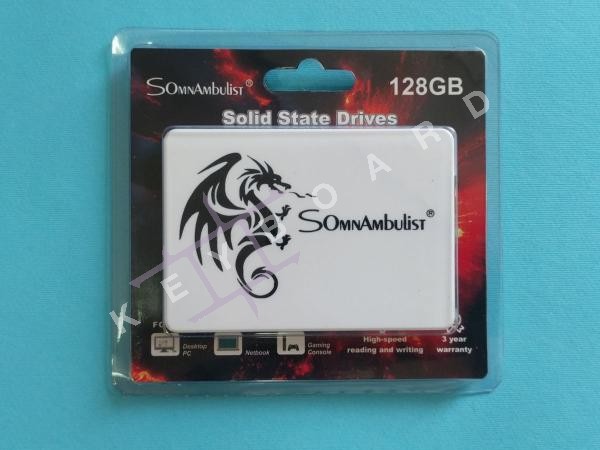 SOmnAmbulist®
128GB
Solid State Drives
SOmnAmbulist®
KEYBOARD
Desktop PC
Netbook
Gaming Console
High-speed
reading and writing
3 year
warranty